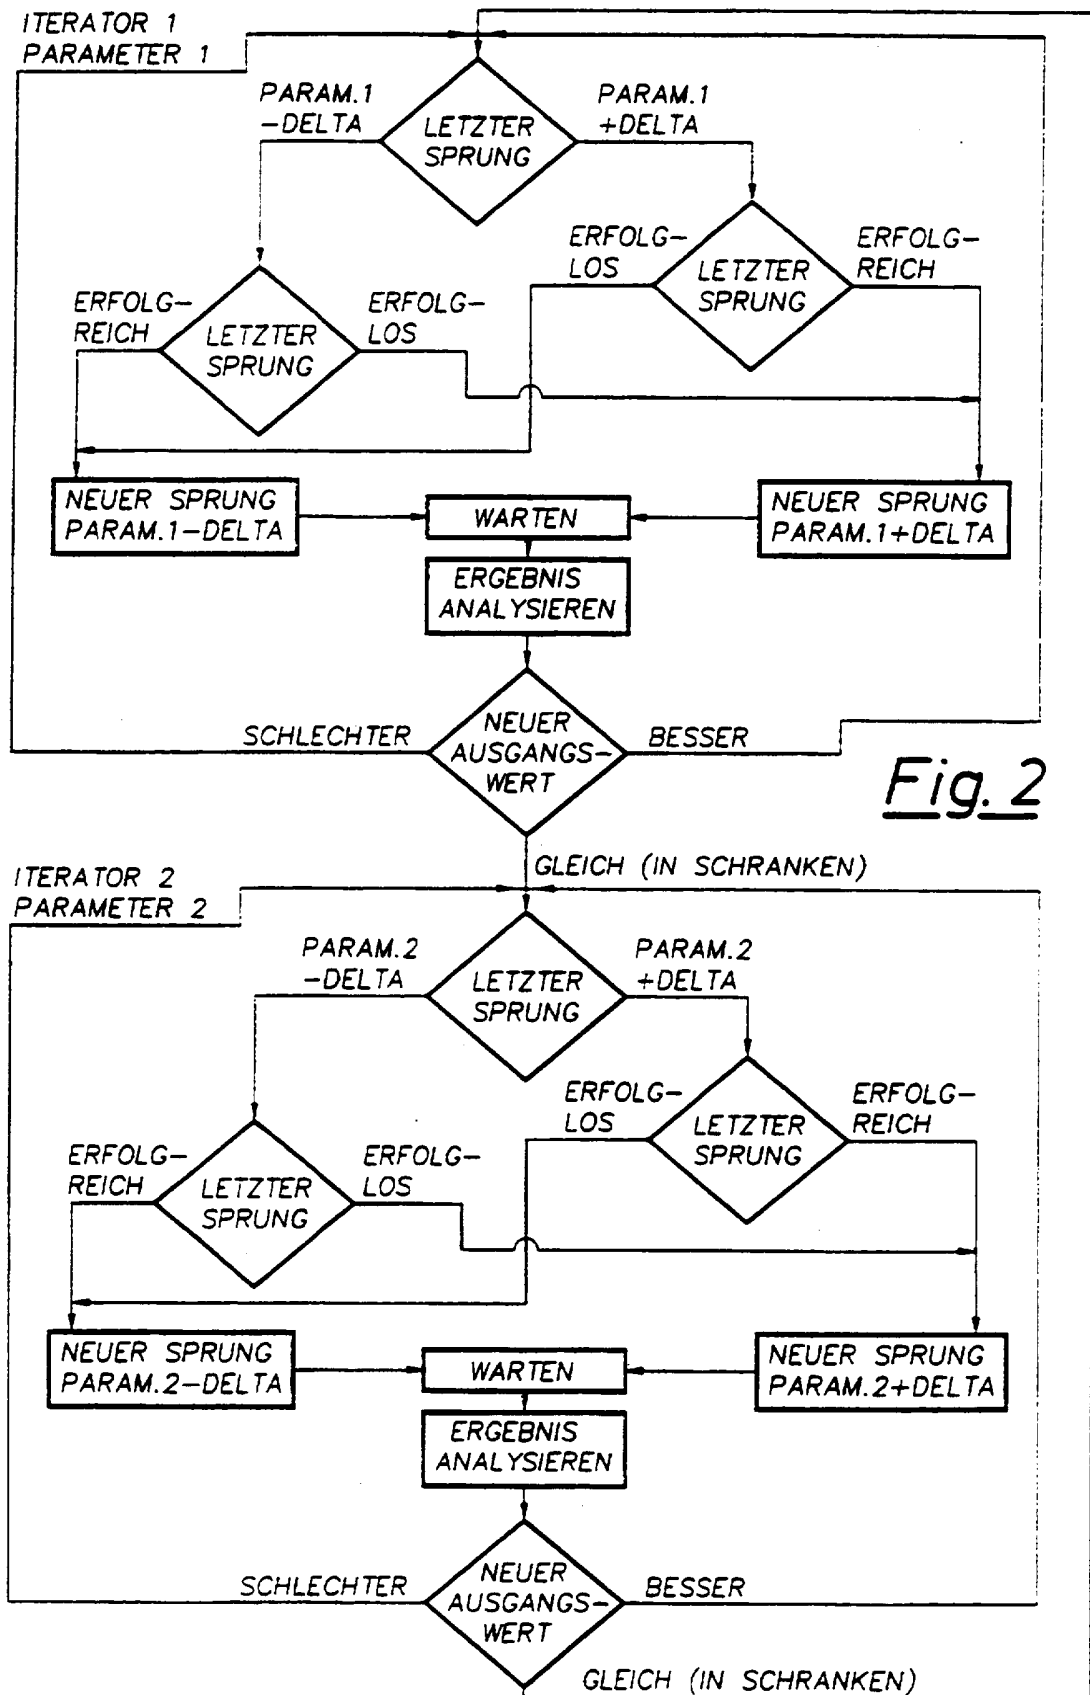 ITERATOR 1
PARAMETER 1
PARAM.1
-DELTA
PARAM.1
+DELTA
LETZTER
SPRUNG
ERFOLG-
LOS
ERFOLG-
REICH
LETZTER
SPRUNG
ERFOLG-
REICH
ERFOLG-
LOS
LETZTER
SPRUNG
NEUER SPRUNG
PARAM.1-DELTA
WARTEN
NEUER SPRUNG
PARAM.1+DELTA
ERGEBNIS
ANALYSIEREN
SCHLECHTER
NEUER
AUSGANGS-
WERT
BESSER
Fig. 2
GLEICH (IN SCHRANKEN)
ITERATOR 2
PARAMETER 2
PARAM.2
-DELTA
PARAM.2
+DELTA
LETZTER
SPRUNG
ERFOLG-
LOS
ERFOLG-
REICH
LETZTER
SPRUNG
ERFOLG-
REICH
ERFOLG-
LOS
LETZTER
SPRUNG
NEUER SPRUNG
PARAM.2-DELTA
WARTEN
NEUER SPRUNG
PARAM.2+DELTA
ERGEBNIS
ANALYSIEREN
SCHLECHTER
NEUER
AUSGANGS-
WERT
BESSER
GLEICH (IN SCHRANKEN)